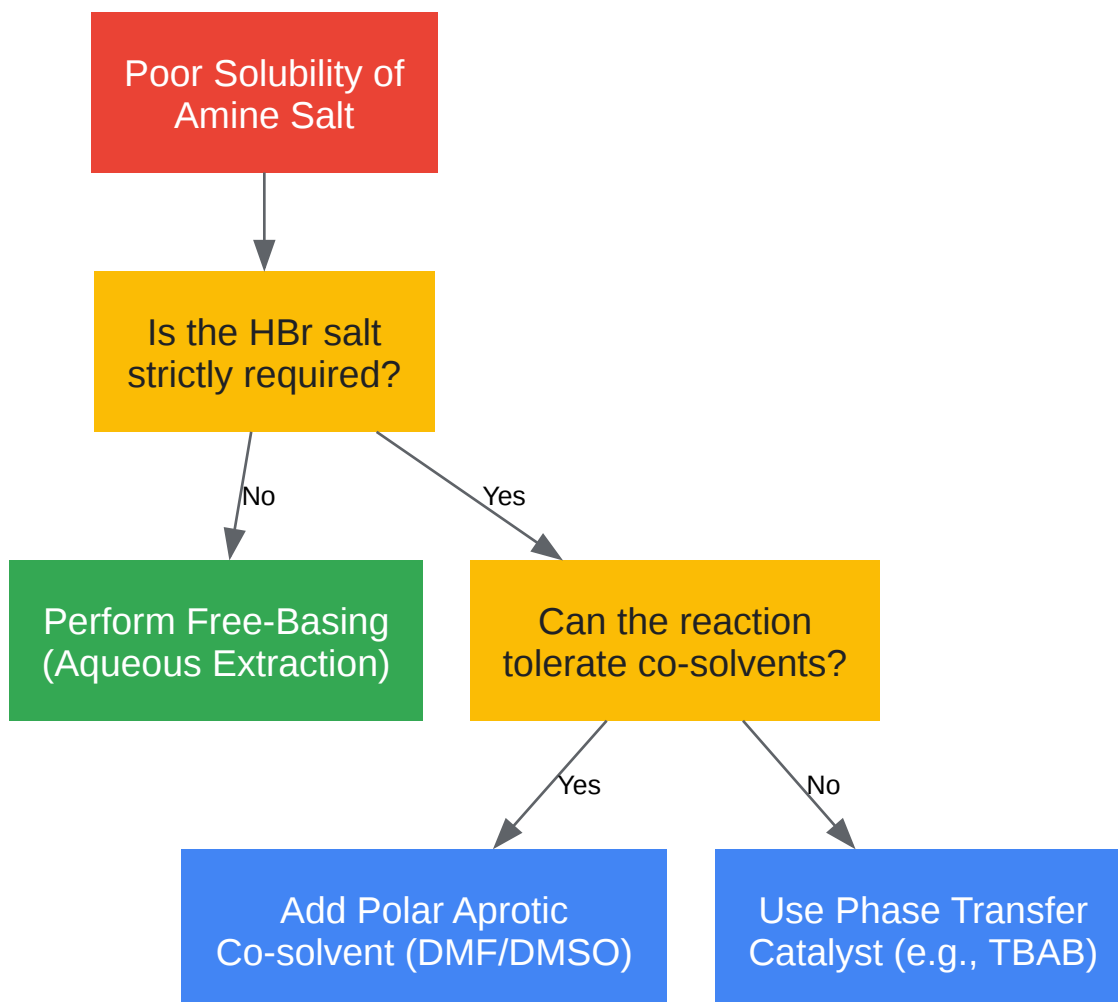 Poor Solubility of
Amine Salt
Is the HBr salt
strictly required?
No
Yes
Perform Free-Basing
(Aqueous Extraction)
Can the reaction
tolerate co-solvents?
Yes
No
Add Polar Aprotic
Co-solvent (DMF/DMSO)
Use Phase Transfer
Catalyst (e.g., TBAB)